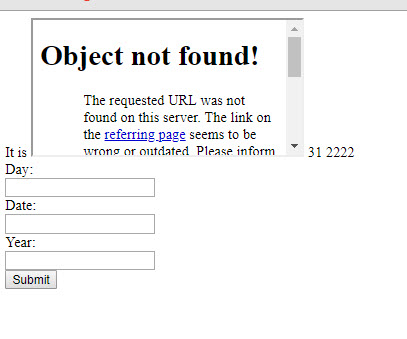 Object not found!
The requested URL was not
found on this server. The link on
the referring page seems to be
wrong or outdated. Please inform
It is 31 2222
Day:
Date:
Year:
Submit